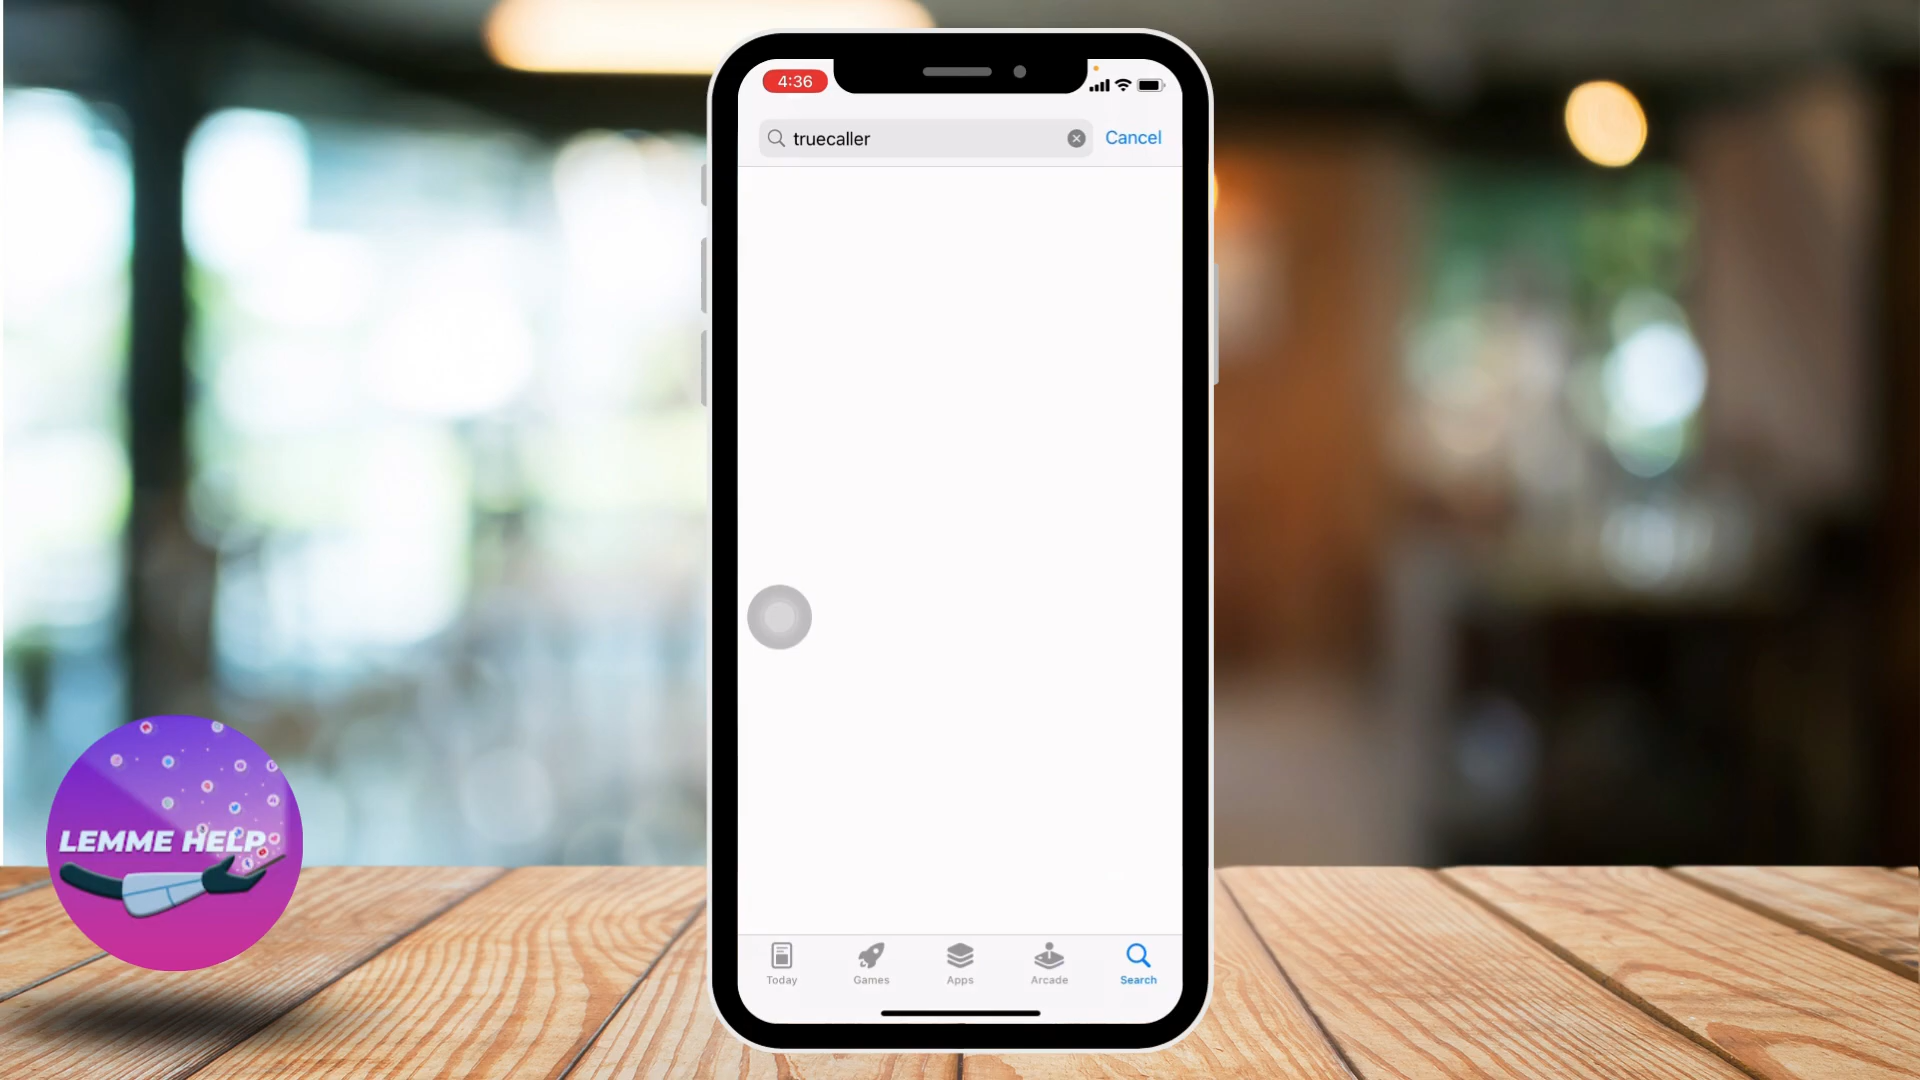 4:36
truecaller
Cancel
LEMME HELP
Today
Games
Apps
Arcade
Search